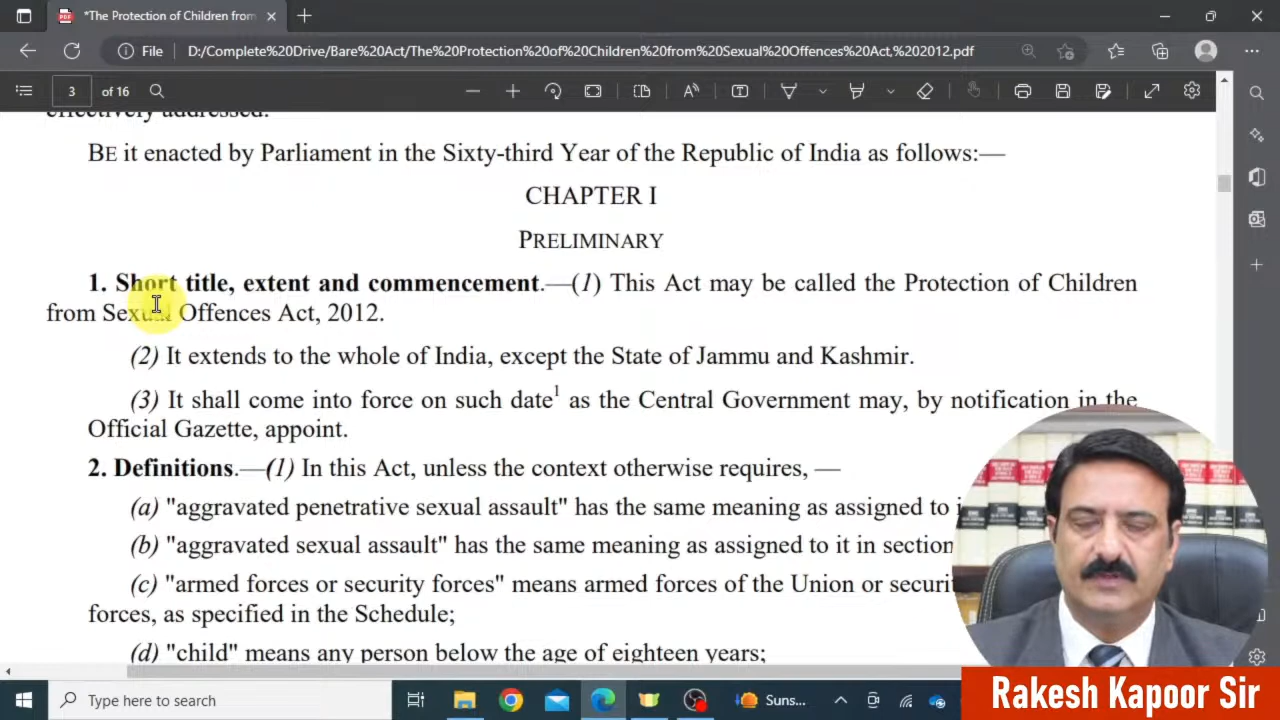 *The Protection of Children from
File
D:/Complete%20Drive/Bare%20Act/The%20Protection%20of%20Children%20from%20Sexual%20Offences%20Act,%202012.pdf
3 of 16
effectively addressed.
BE it enacted by Parliament in the Sixty-third Year of the Republic of India as follows:—
CHAPTER I
PRELIMINARY
1. Short title, extent and commencement.—(1) This Act may be called the Protection of Children
from Sexual Offences Act, 2012.
(2) It extends to the whole of India, except the State of Jammu and Kashmir.
(3) It shall come into force on such date1 as the Central Government may, by notification in the
Official Gazette, appoint.
2. Definitions.—(1) In this Act, unless the context otherwise requires, —
(a) "aggravated penetrative sexual assault" has the same meaning as assigned to
(b) "aggravated sexual assault" has the same meaning as assigned to it in section
(c) "armed forces or security forces" means armed forces of the Union or
forces, as specified in the Schedule;
(d) "child" means any person below the age of eighteen years;
Type here to search
Suns...
Rakesh Kapoor Sir